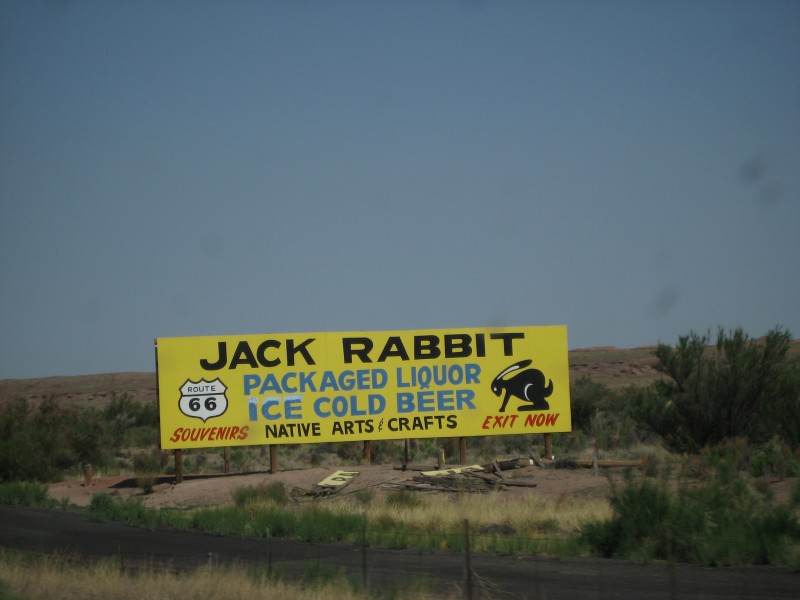 JACK RABBIT
ROUTE
66
PACKAGED LIQUOR
ICE COLD BEER
SOUVENIRS
NATIVE ARTS & CRAFTS
EXIT NOW